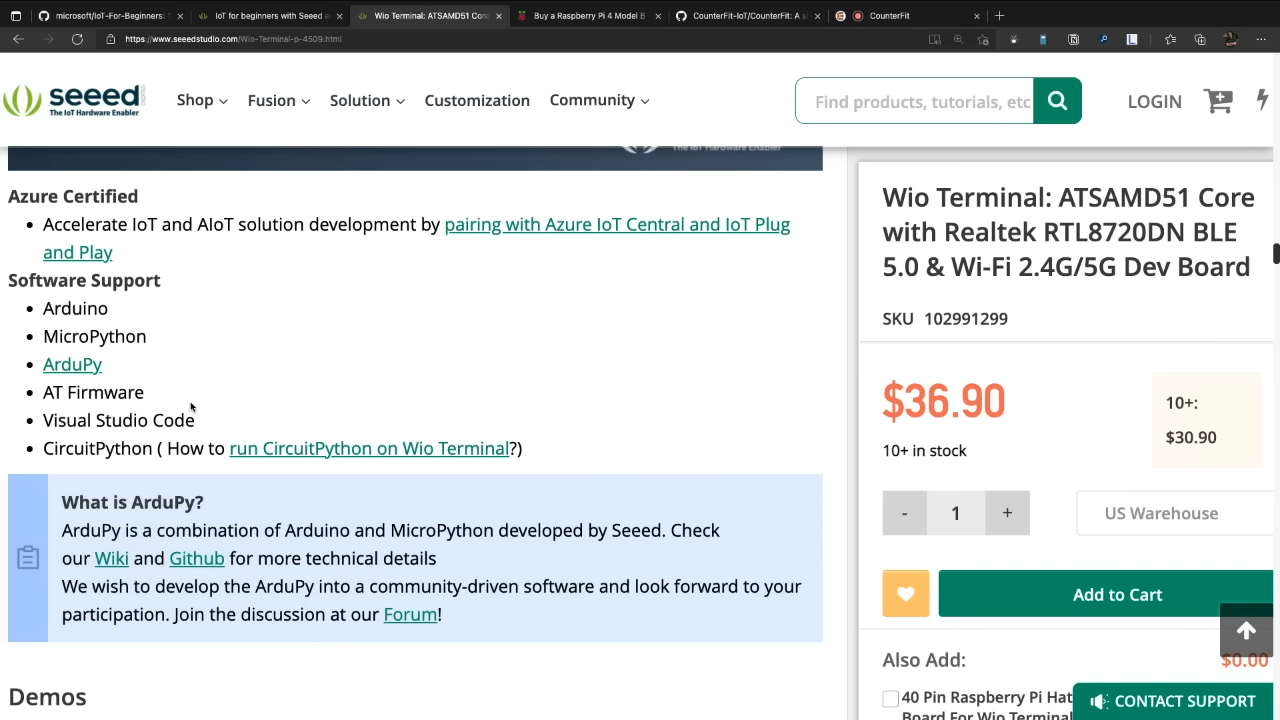 microsoft/IoT-For-Beginners:
IoT for beginners with Seeed a
Wio Terminal: ATSAMD51 Core
Buy a Raspberry Pi 4 Model B
CounterFit-IoT/CounterFit: A s
CounterFit
https://www.seeedstudio.com/Wio-Terminal-p-4509.html
seeed
The IoT Hardware Enabler
Shop
Fusion
Solution
Customization
Community
Find products, tutorials, etc
LOGIN
The IoT Hardware Enabler
Azure Certified
• Accelerate IoT and AIoT solution development by pairing with Azure IoT Central and IoT Plug
and Play
Software Support
• Arduino
• MicroPython
• ArduPy
• AT Firmware
• Visual Studio Code
• CircuitPython ( How to run CircuitPython on Wio Terminal?)
What is ArduPy?
ArduPy is a combination of Arduino and MicroPython developed by Seeed. Check
our Wiki and Github for more technical details
We wish to develop the ArduPy into a community-driven software and look forward to your
participation. Join the discussion at our Forum!
Demos
Wio Terminal: ATSAMD51 Core
with Realtek RTL8720DN BLE
5.0 & Wi-Fi 2.4G/5G Dev Board
SKU 102991299
$36.90
10+:
$30.90
10+ in stock
- 1 +
US Warehouse
Add to Cart
Also Add:
$0.00
40 Pin Raspberry Pi Hat
Board For Wio Terminal
CONTACT SUPPORT